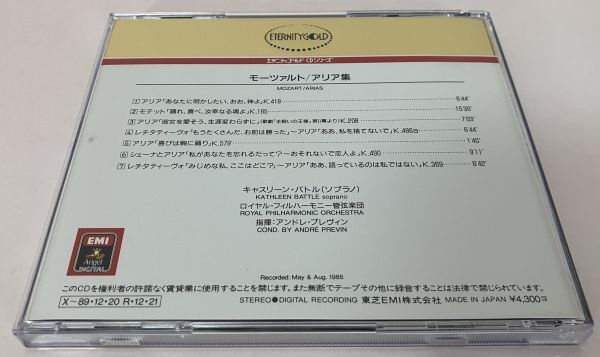 ETERNITY GOLD
エタニティゴールド CDシリーズ
モーツァルト/アリア集
MOZART/ARIAS
1 アリア「あなたに明かしたい、おお、神よ」K.418 6'44"
2 モテット「踊れ、喜べ、汝幸なる魂よ」K.165 15'30"
3 アリア「彼女を愛そう、生涯変わらずに」(歌劇「羊飼いの王様」第II幕より)K.208 7'03"
4 レチタティーヴォ「もうたくさんだ、お前は勝った」〜アリア「ああ、私を捨てないで」K.486a 6'44"
5 アリア「喜びは胸に踊り」K.579 1'40"
6 シェーナとアリア「私があなたを忘れるだって?〜おそれないで恋人よ」K.490 9'11"
7 レチタティーヴォ「みじめな私、ここはどこ?」〜アリア「ああ、語っているのは私ではない」K.369 6'42"
キャスリーン・バトル(ソプラノ)
KATHLEEN BATTLE soprano
ロイヤル・フィルハーモニー管弦楽団
ROYAL PHILHARMONIC ORCHESTRA
指揮:アンドレ・プレヴィン
COND. BY ANDRÉ PREVIN
EMI
Angel
DIGITAL
Recorded: May & Aug. 1985
このCDを権利者の許諾なく賃貸業に使用することを禁じます。また無断でテープその他に録音することは法律で禁じられています。
X-89・12・20 R・12・21
STEREO●DIGITAL RECORDING 東芝EMI株式会社 MADE IN JAPAN ¥4,300